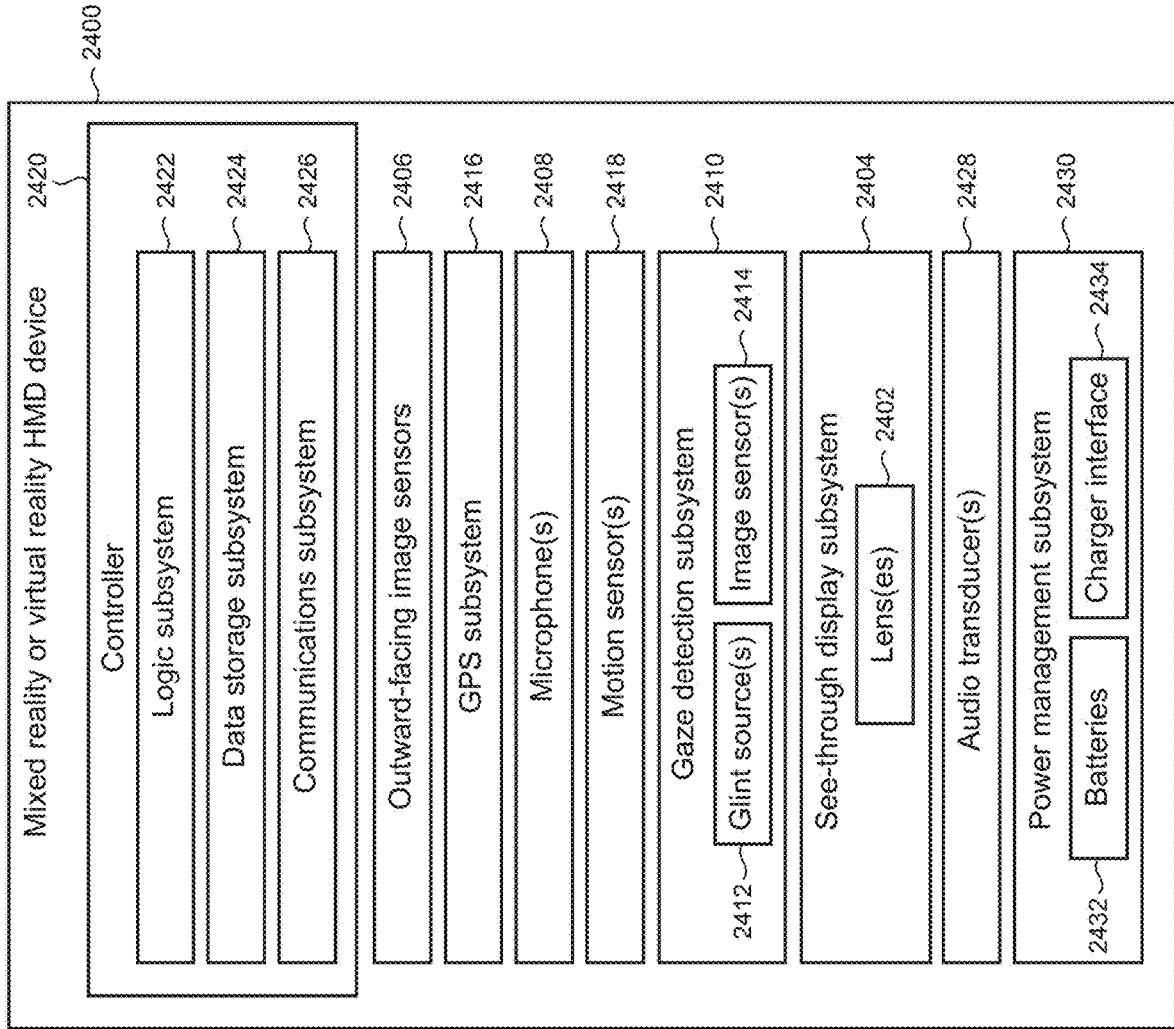 2400
Mixed reality or virtual reality HMD device
2420
Controller
Logic subsystem
2422
Data storage subsystem
2424
Communications subsystem
2426
Outward-facing image sensors
2406
GPS subsystem
2416
Microphone(s)
2408
Motion sensor(s)
2418
Gaze detection subsystem
2410
2412
Glint source(s)
Image sensor(s)
2414
See-through display subsystem
2404
Lens(es)
2402
Audio transducer(s)
2428
Power management subsystem
2430
2432
Batteries
Charger interface
2434